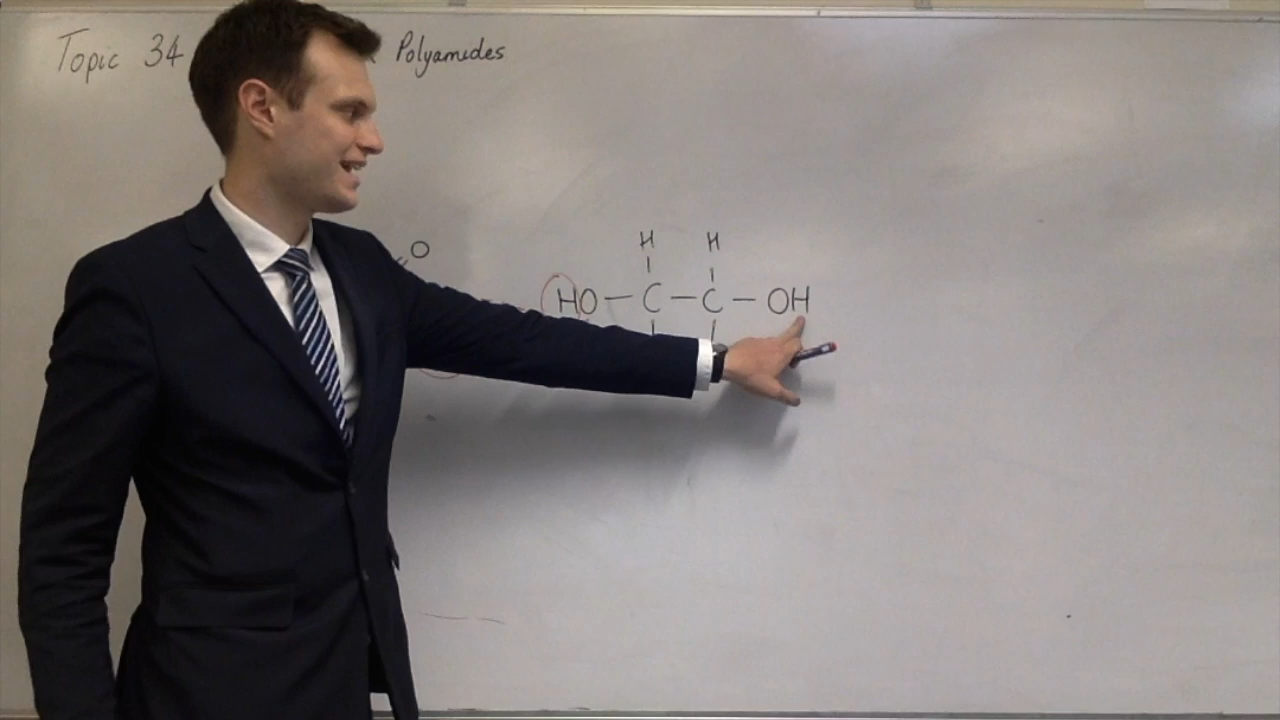 Topic 34 Polyamides
O
H H
HO — C — C — OH